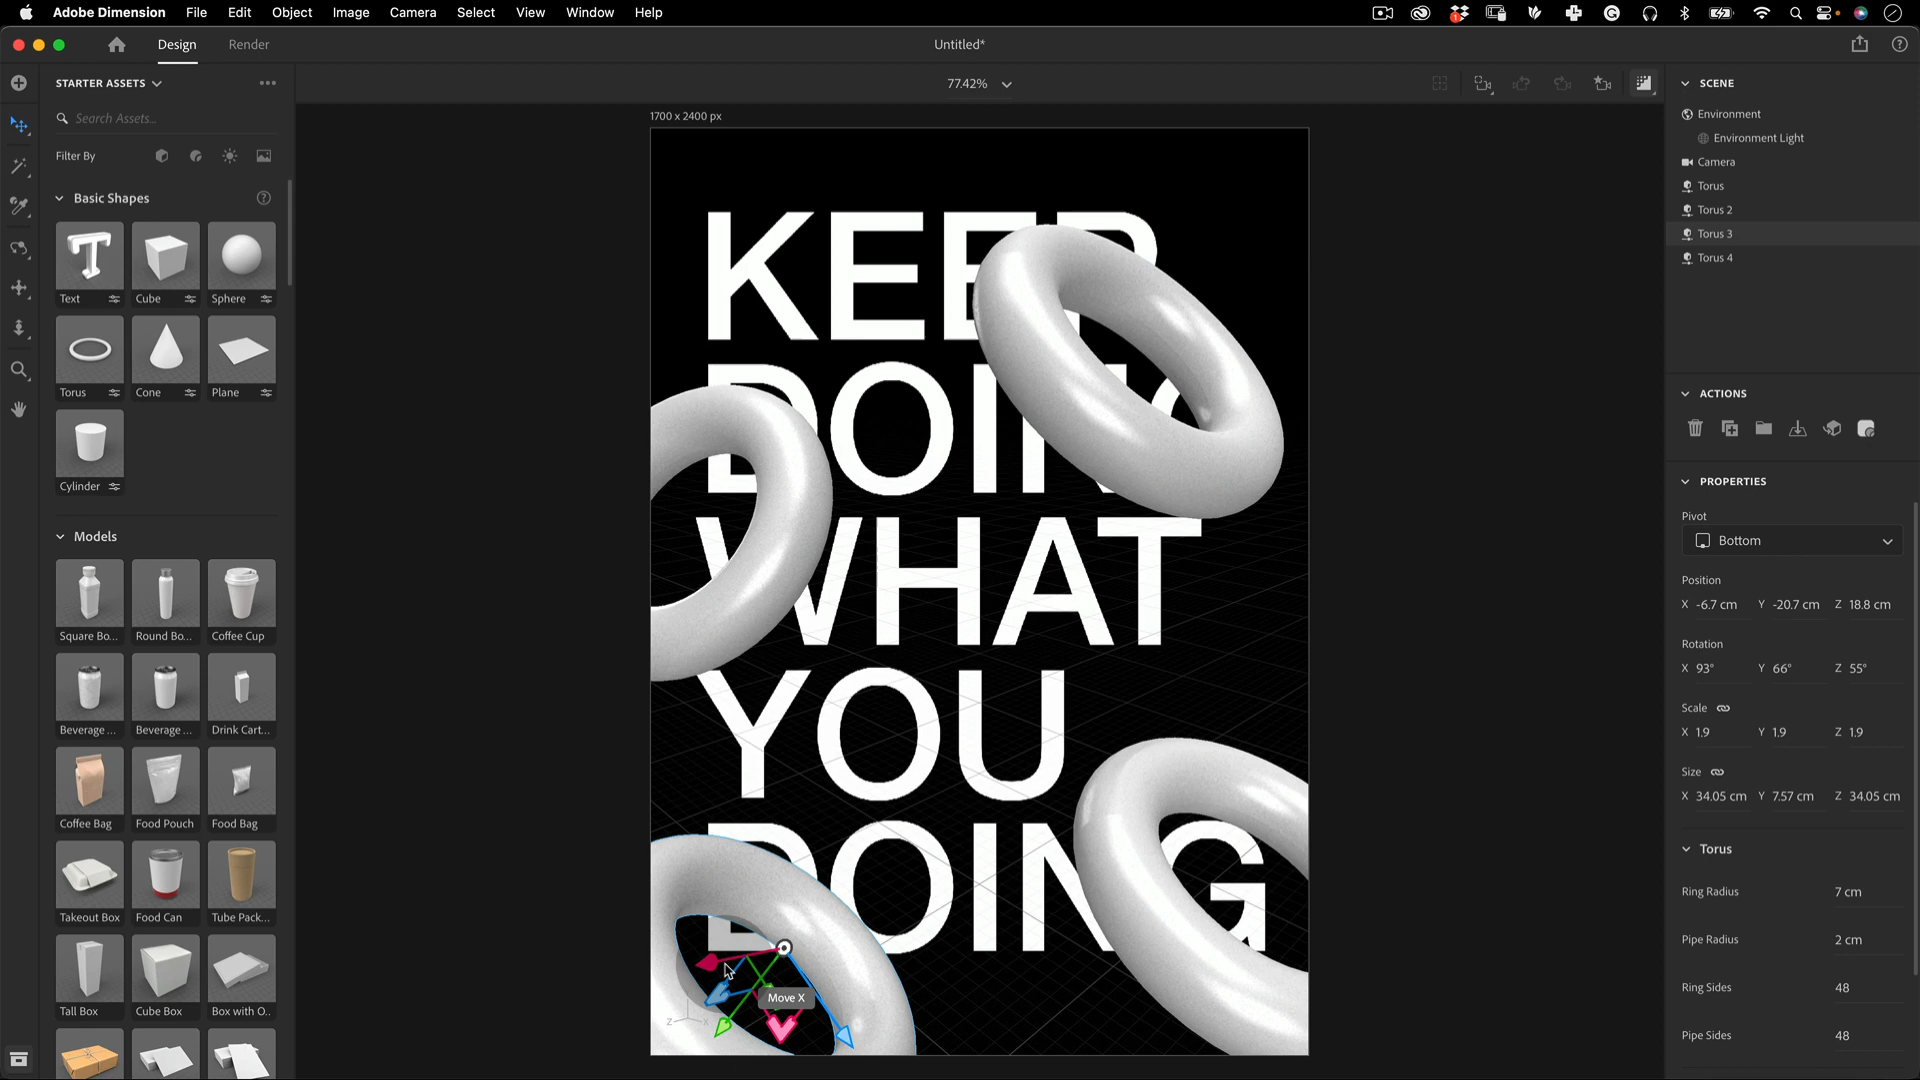 Adobe Dimension File Edit Object Image Camera Select View Window Help
Design Render Untitled*
STARTER ASSETS
77.42%
Search Assets...
1700 x 2400 px
Filter By
Basic Shapes
Text Cube Sphere
Torus Cone Plane
Cylinder
Models
Square Bo... Round Bo... Coffee Cup
Beverage ... Beverage ... Drink Cart...
Coffee Bag Food Pouch Food Bag
Takeout Box Food Can Tube Pack...
Tall Box Cube Box Box with O..
KEEP
DOING
WHAT
YOU
DOING
Move X
Z X
SCENE
Environment
Environment Light
Camera
Torus
Torus 2
Torus 3
Torus 4
ACTIONS
PROPERTIES
Pivot
Bottom
Position
X -6.7 cm Y -20.7 cm Z 18.8 cm
Rotation
X 93° Y 66° Z 55°
Scale
X 1.9 Y 1.9 Z 1.9
Size
X 34.05 cm Y 7.57 cm Z 34.05 cm
Torus
Ring Radius 7 cm
Pipe Radius 2 cm
Ring Sides 48
Pipe Sides 48